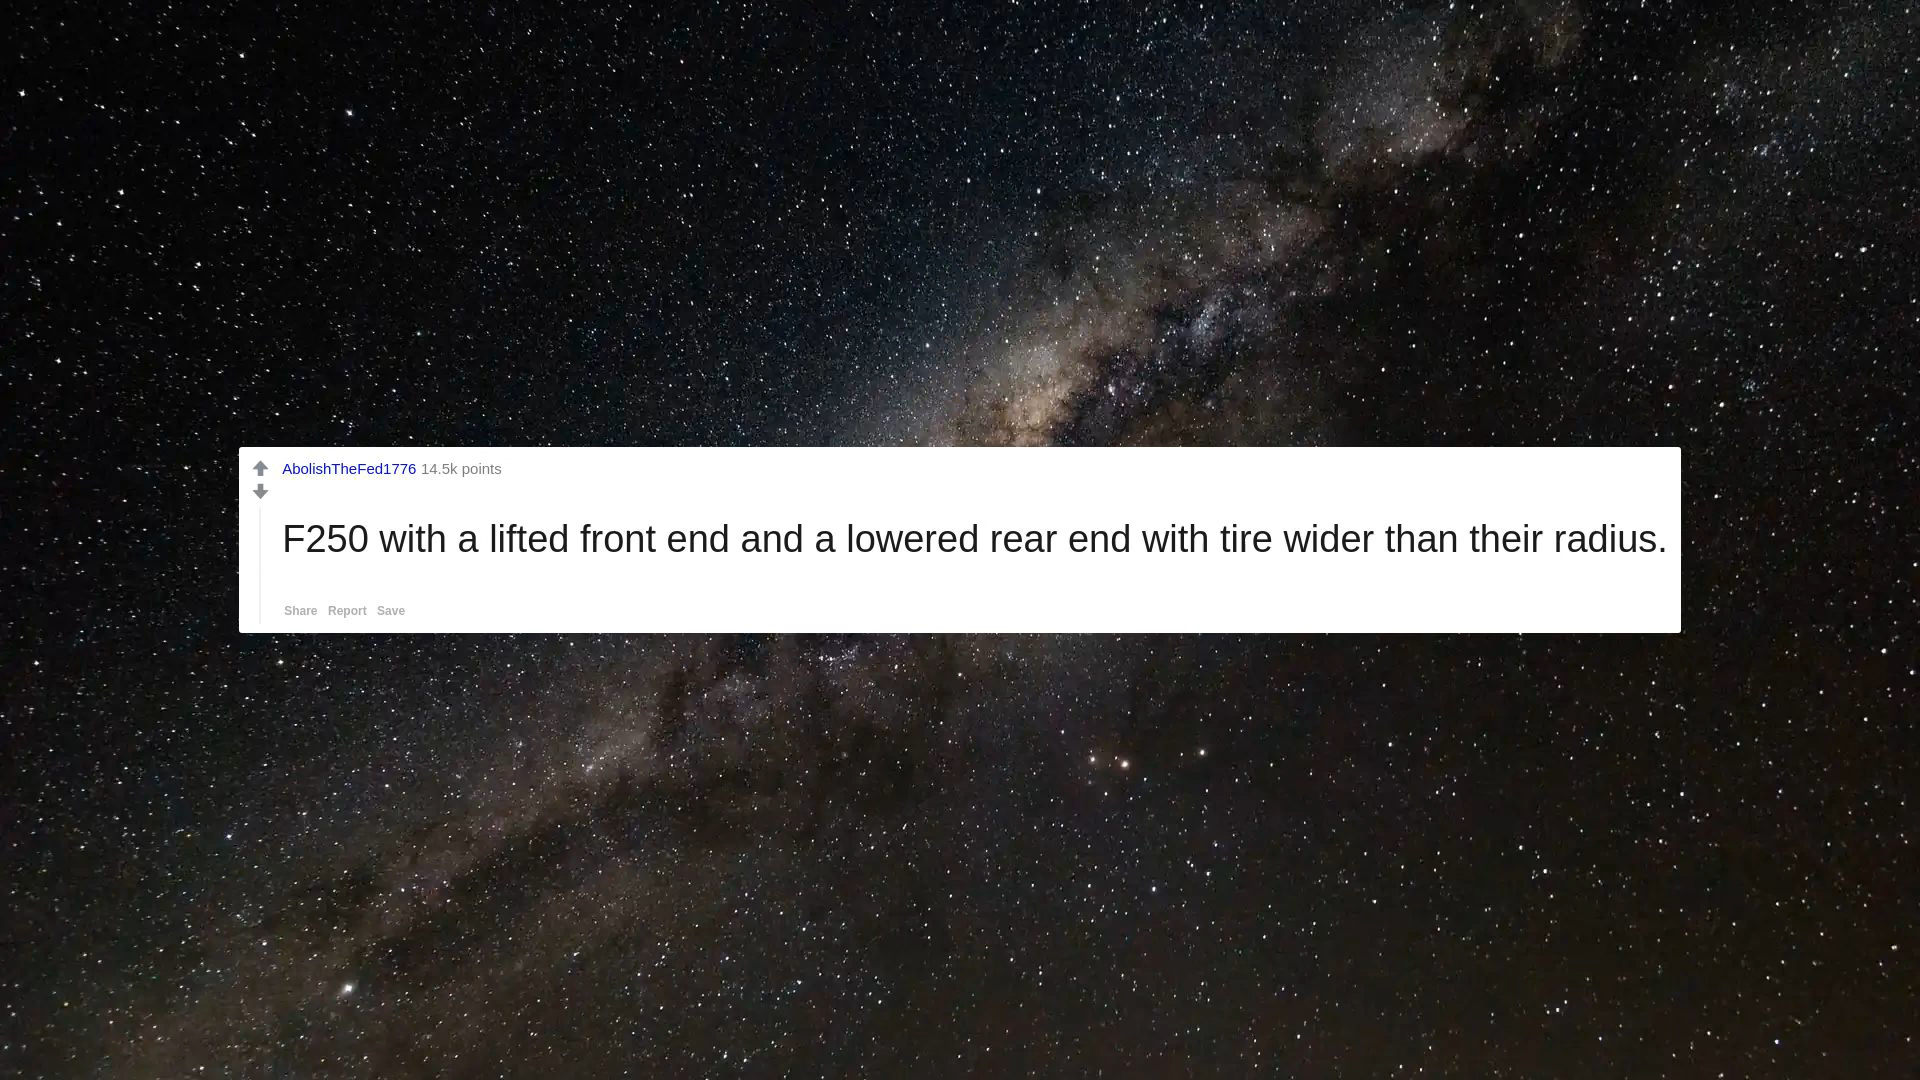 AbolishTheFed1776 14.5k points
F250 with a lifted front end and a lowered rear end with tire wider than their radius.
Share Report Save